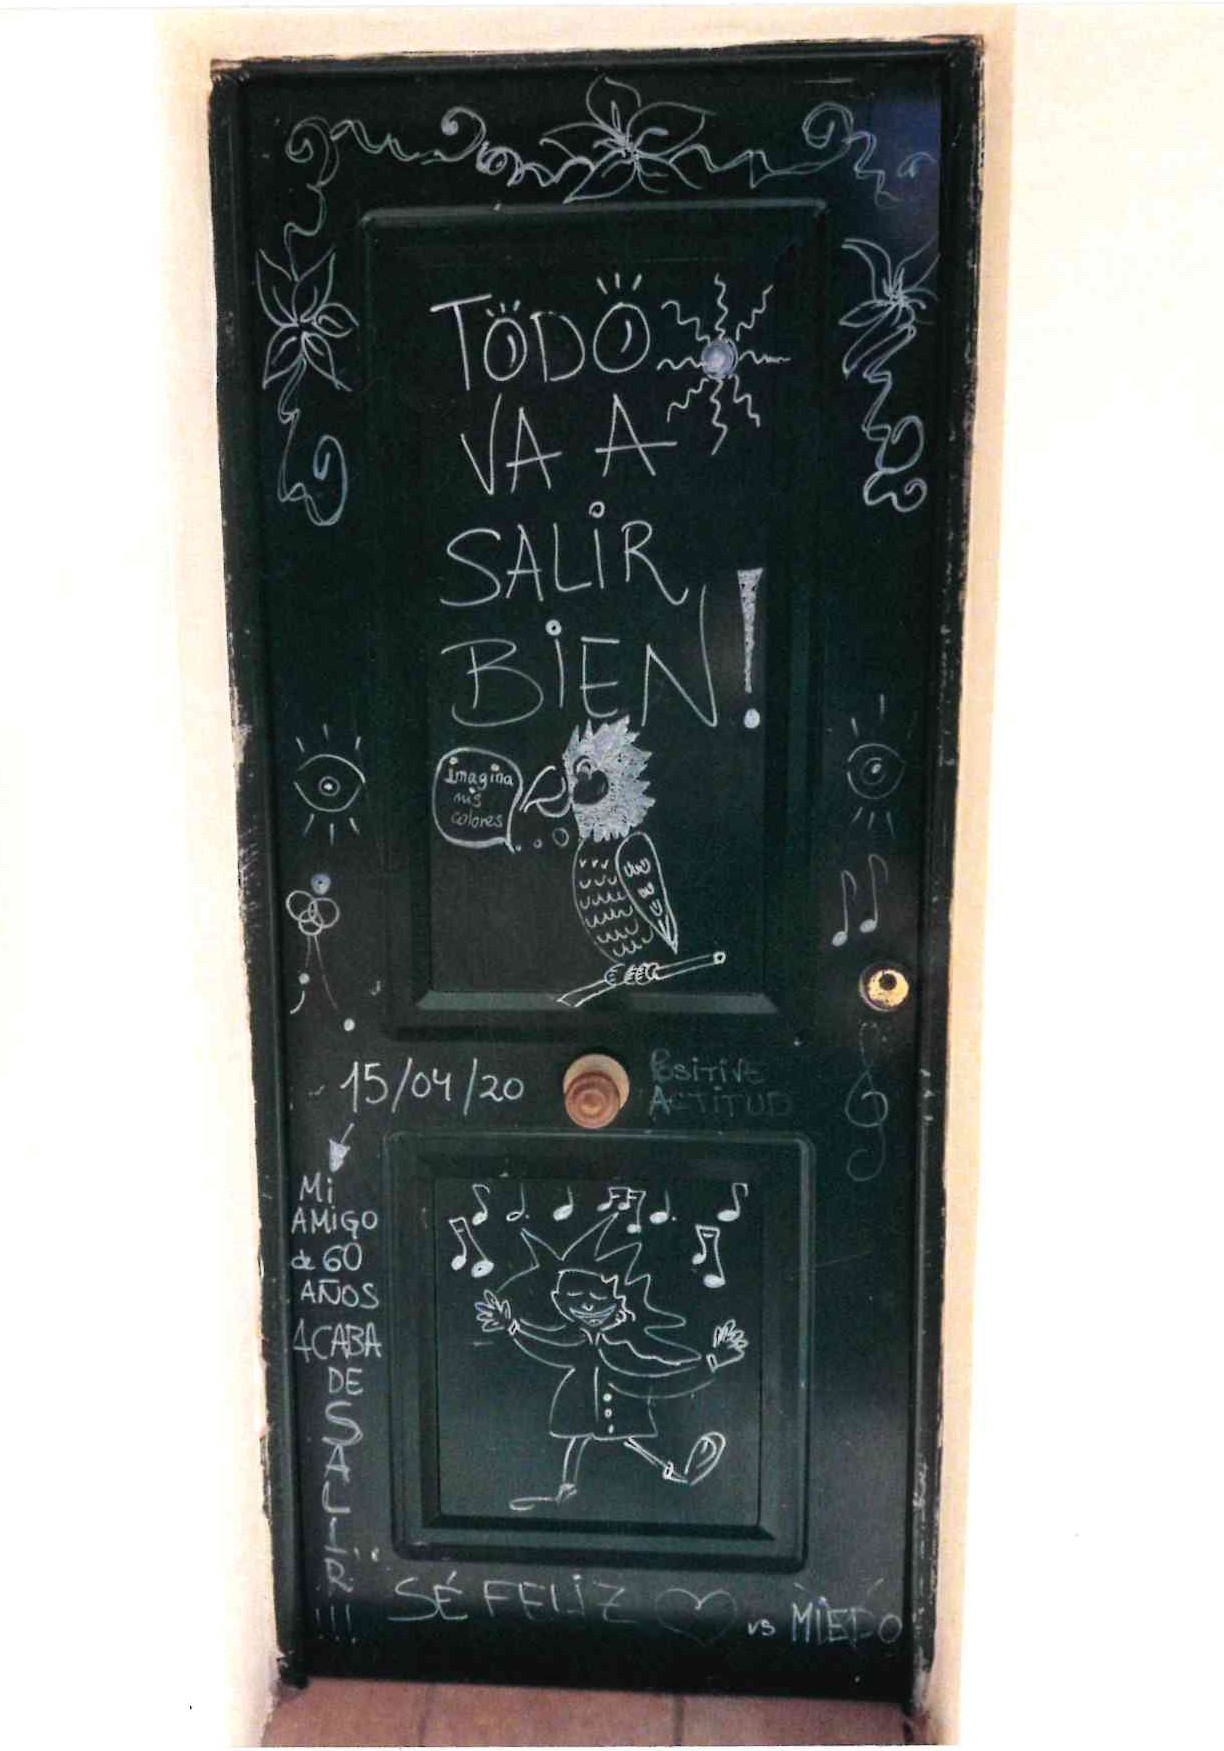 TODO
VA A
SALIR
BIEN!
imagina
mis
colores
15/04/20
POSITIVE
ACTITUD
Mi
AMIGO
de 60
AÑOS
ACABA
DE
S
A
L
I
R
!!!
SÉ FELIZ
vs MIEDO